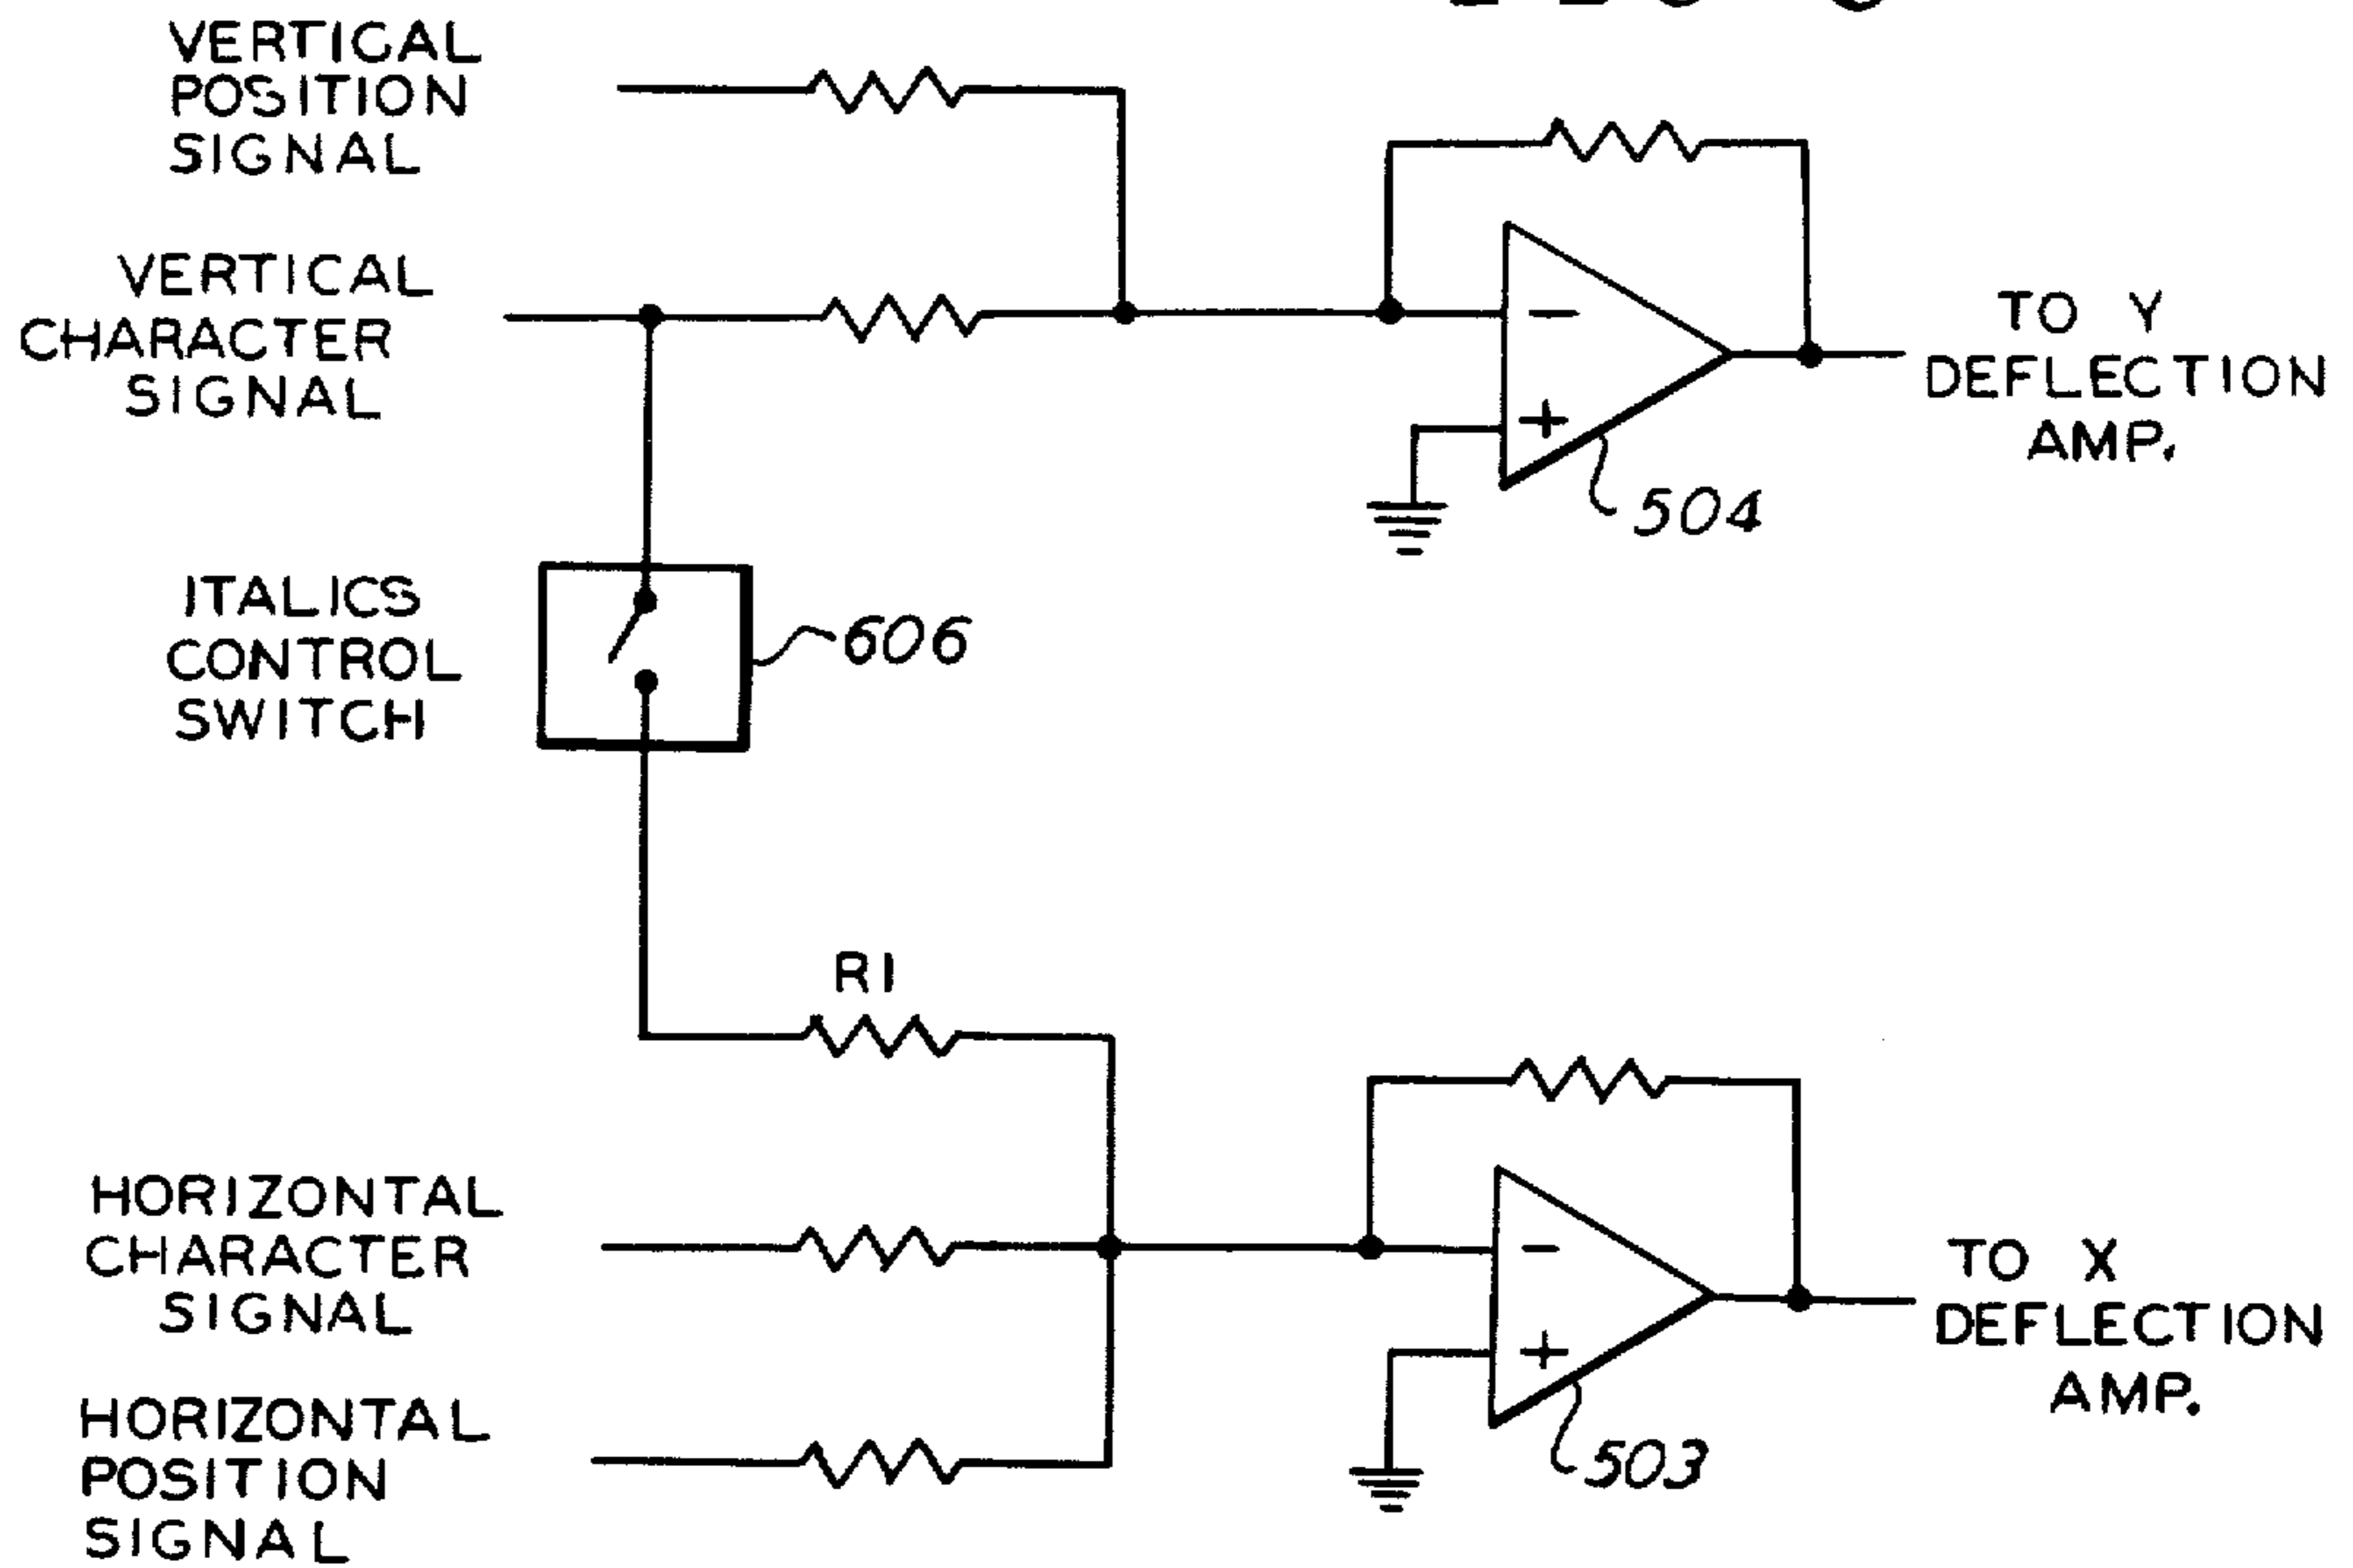 VERTICAL
POSITION
SIGNAL
VERTICAL
CHARACTER
SIGNAL
−
+
504
TO Y
DEFLECTION
AMP.
ITALICS
CONTROL
SWITCH
606
R1
HORIZONTAL
CHARACTER
SIGNAL
−
+
503
TO X
DEFLECTION
AMP.
HORIZONTAL
POSITION
SIGNAL